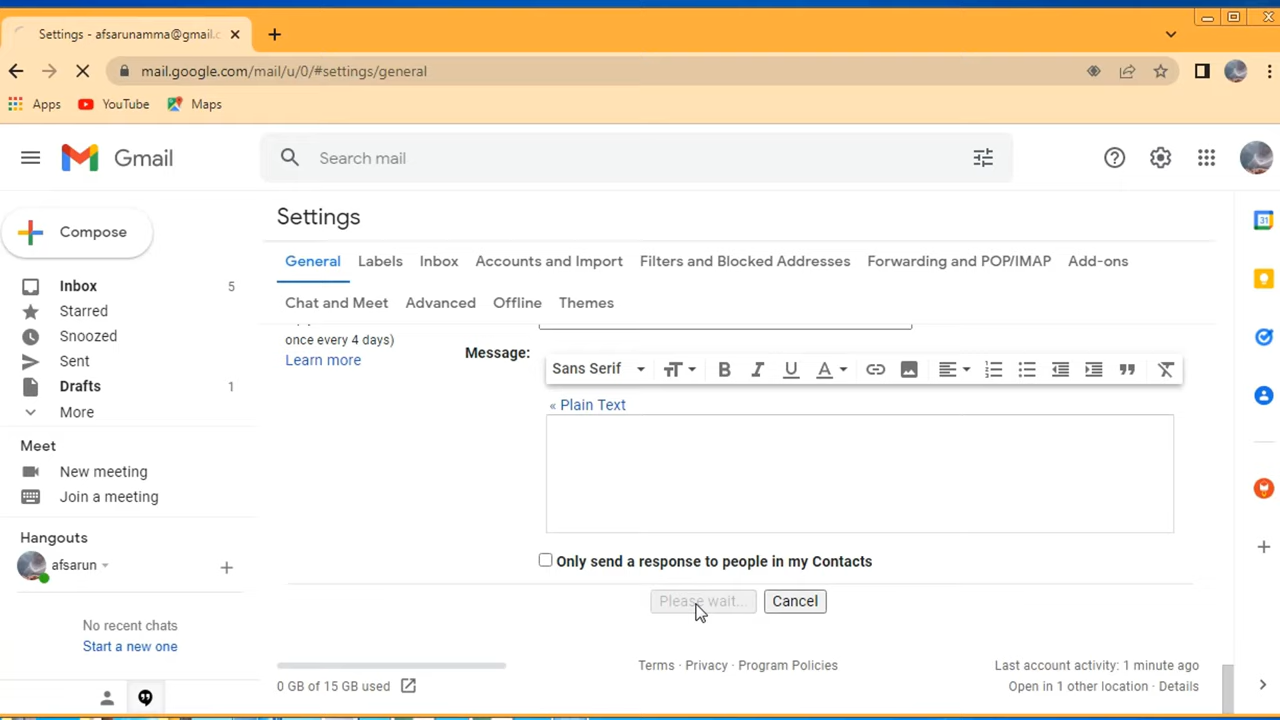 Settings - afsarunamma@gmail.c
mail.google.com/mail/u/0/#settings/general
Apps YouTube Maps
Gmail
Search mail
Compose
Inbox 5
Starred
Snoozed
Sent
Drafts 1
More
Meet
New meeting
Join a meeting
Hangouts
afsarun
No recent chats
Start a new one
Settings
General Labels Inbox Accounts and Import Filters and Blocked Addresses Forwarding and POP/IMAP Add-ons
Chat and Meet Advanced Offline Themes
once every 4 days)
Learn more
Message:
Sans Serif
« Plain Text
Only send a response to people in my Contacts
Please wait... Cancel
Terms · Privacy · Program Policies
Last account activity: 1 minute ago
0 GB of 15 GB used
Open in 1 other location · Details
31